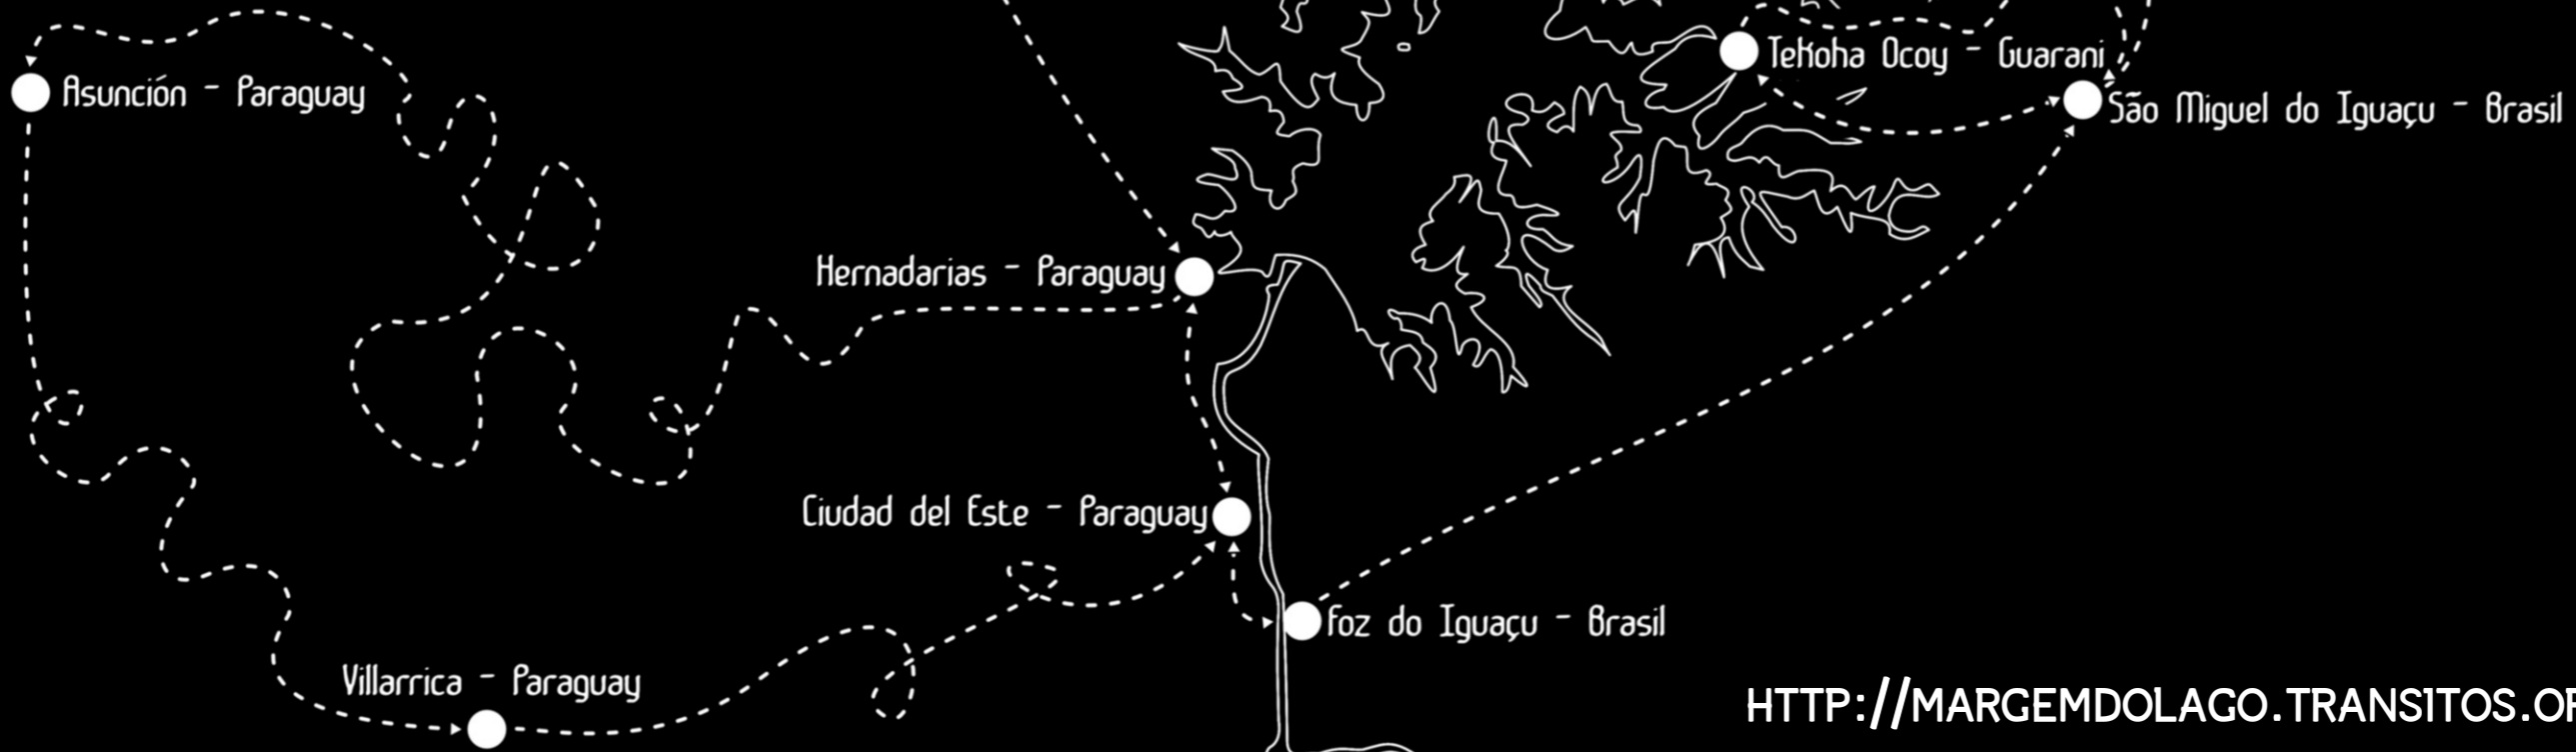 Tekoha Ocoy - Guarani
Asunción - Paraguay
São Miguel do Iguaçu - Brasil
Hernadarias - Paraguay
Ciudad del Este - Paraguay
Foz do Iguaçu - Brasil
Villarrica - Paraguay
HTTP://MARGEMDOLAGO.TRANSITOS.OR